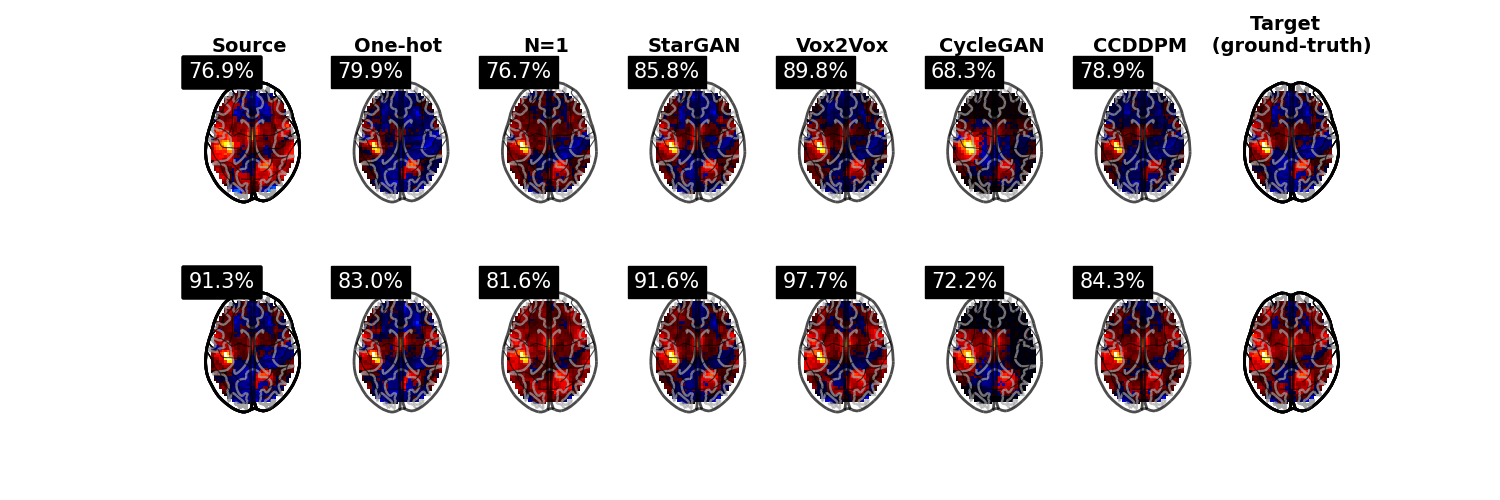 Source One-hot N=1 StarGAN Vox2Vox CycleGAN CCDDPM Target
(ground-truth)
76.9% 79.9% 76.7% 85.8% 89.8% 68.3% 78.9%
91.3% 83.0% 81.6% 91.6% 97.7% 72.2% 84.3%